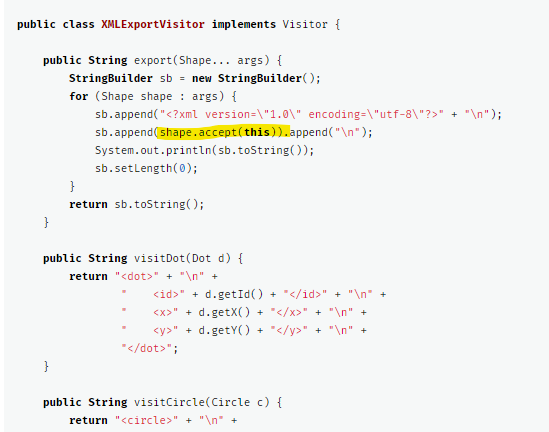 public class XMLExportVisitor implements Visitor {
public String export(Shape... args) {
StringBuilder sb = new StringBuilder();
for (Shape shape : args) {
sb.append("<?xml version=\"1.0\" encoding=\"utf-8\"?>" + "\n");
sb.append(shape.accept(this)).append("\n");
System.out.println(sb.toString());
sb.setLength(0);
}
return sb.toString();
}
public String visitDot(Dot d) {
return "<dot>" + "\n" +
"    <id>" + d.getId() + "</id>" + "\n" +
"    <x>" + d.getX() + "</x>" + "\n" +
"    <y>" + d.getY() + "</y>" + "\n" +
"</dot>";
}
public String visitCircle(Circle c) {
return "<circle>" + "\n" +